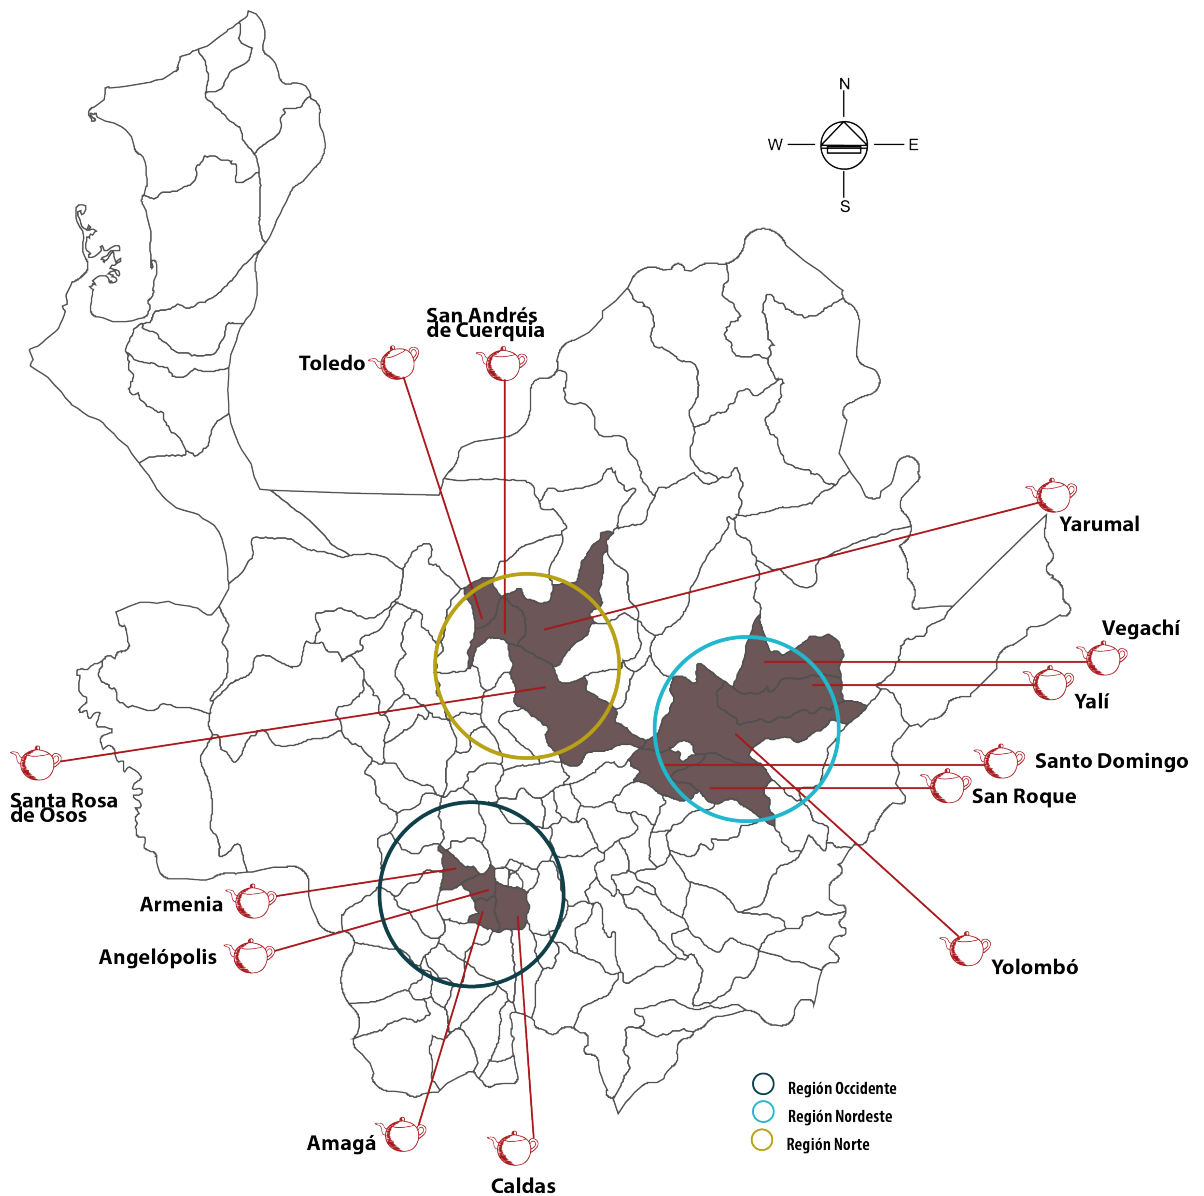 N
W
E
S
San Andrés
de Cuerquia
Toledo
Yarumal
Vegachí
Yalí
Santo Domingo
San Roque
Santa Rosa
de Osos
Armenia
Angelópolis
Yolombó
Región Occidente
Región Nordeste
Región Norte
Amagá
Caldas